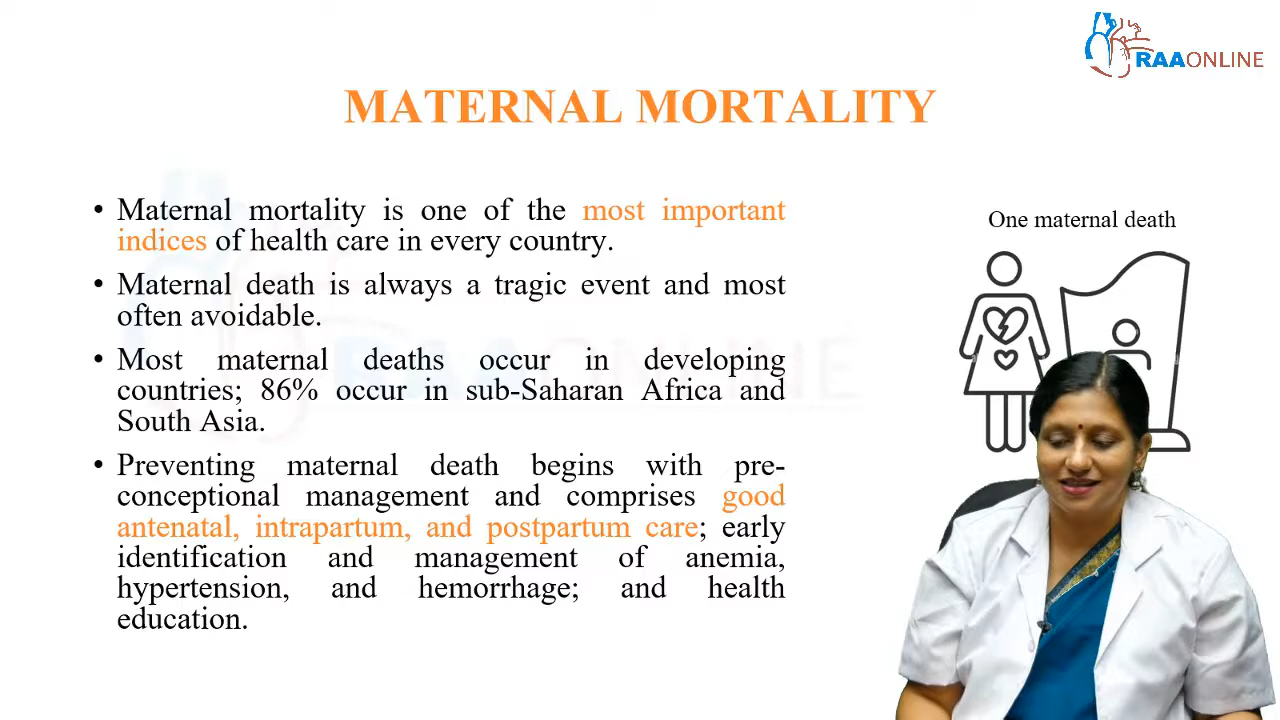 RAAONLINE
MATERNAL MORTALITY
• Maternal mortality is one of the most important
indices of health care in every country.
• Maternal death is always a tragic event and most
often avoidable.
• Most maternal deaths occur in developing
countries; 86% occur in sub-Saharan Africa and
South Asia.
• Preventing maternal death begins with pre-
conceptional management and comprises good
antenatal, intrapartum, and postpartum care; early
identification and management of anemia,
hypertension, and hemorrhage; and health
education.
One maternal death